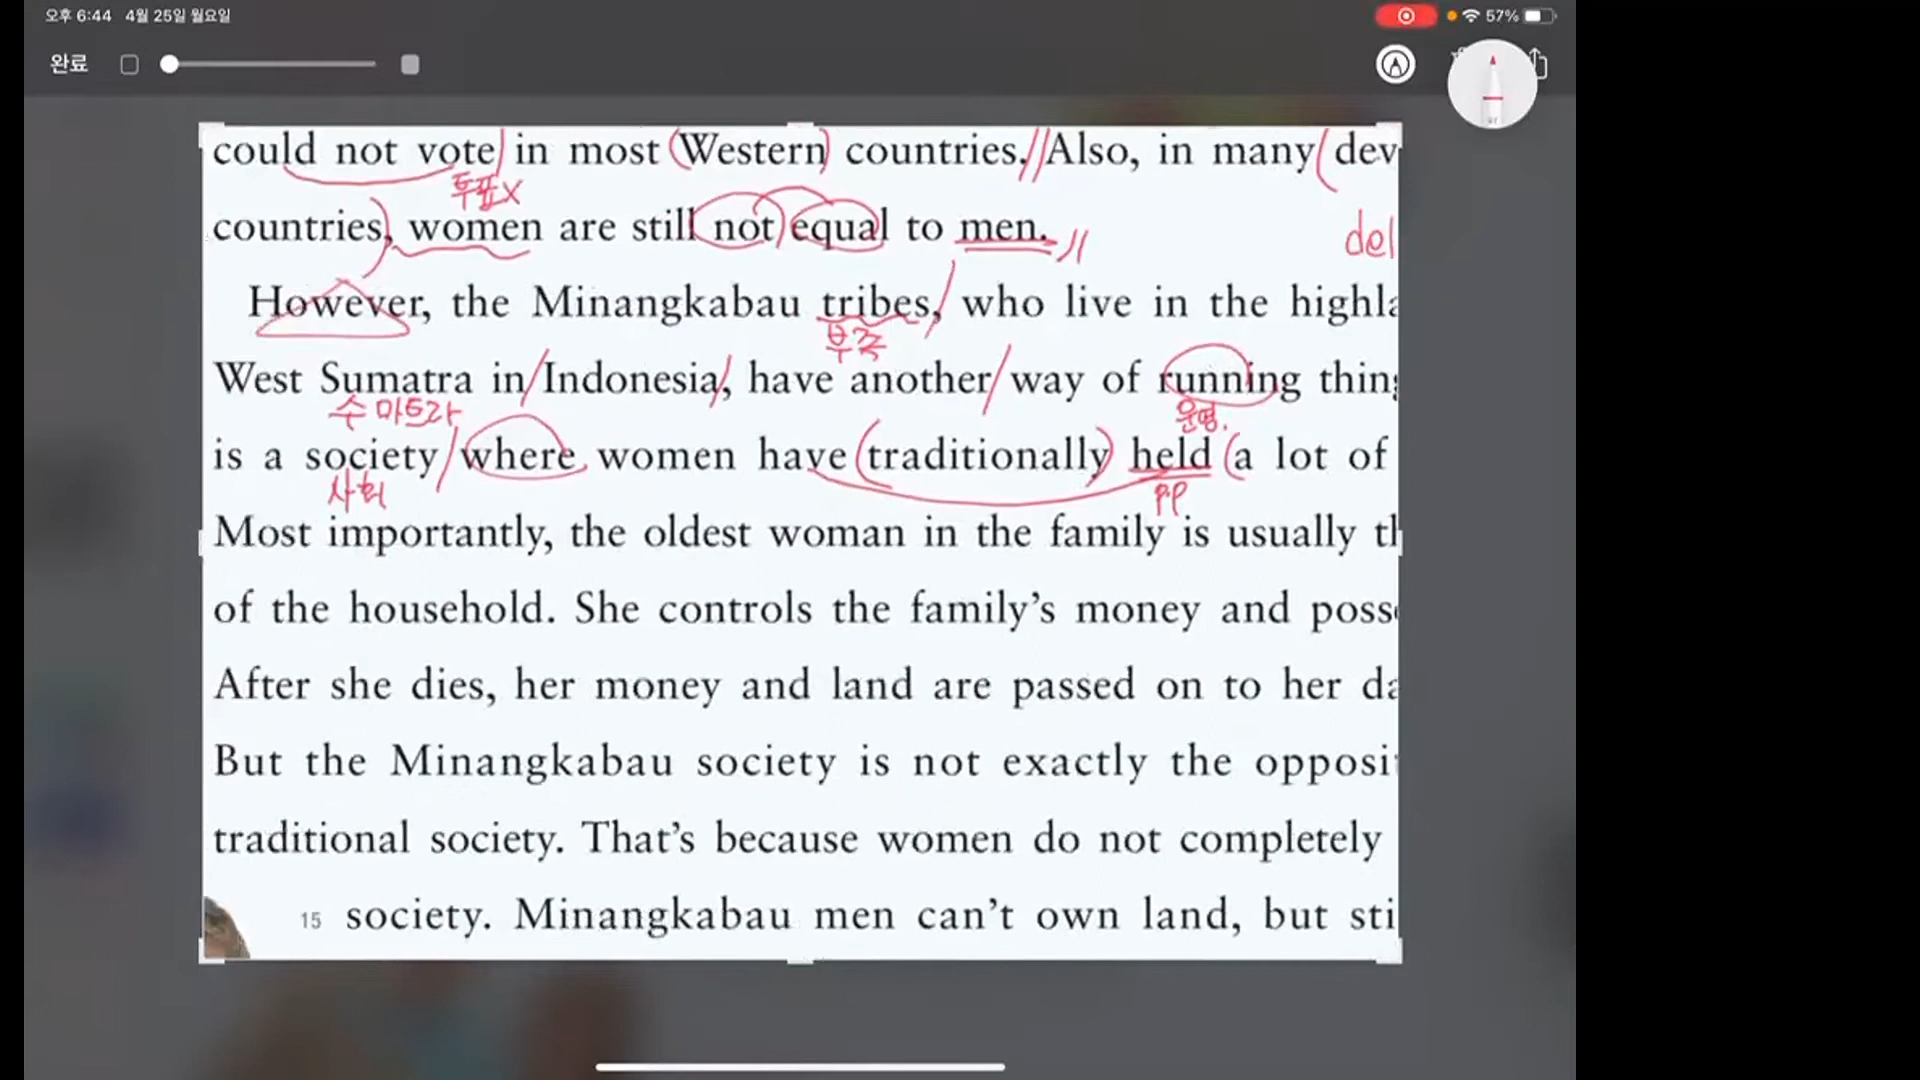 오후 6:44 4월 25일 월요일
57%
완료
could not vote in most Western countries. Also, in many dev
투표X
countries, women are still not equal to men.
del
However, the Minangkabau tribes, who live in the highla
부족
West Sumatra in Indonesia, have another way of running thing
수마트라
운영.
is a society where women have traditionally held a lot of
사회
pp
Most importantly, the oldest woman in the family is usually th
of the household. She controls the family's money and poss
After she dies, her money and land are passed on to her da
But the Minangkabau society is not exactly the opposit
traditional society. That's because women do not completely
15 society. Minangkabau men can't own land, but sti